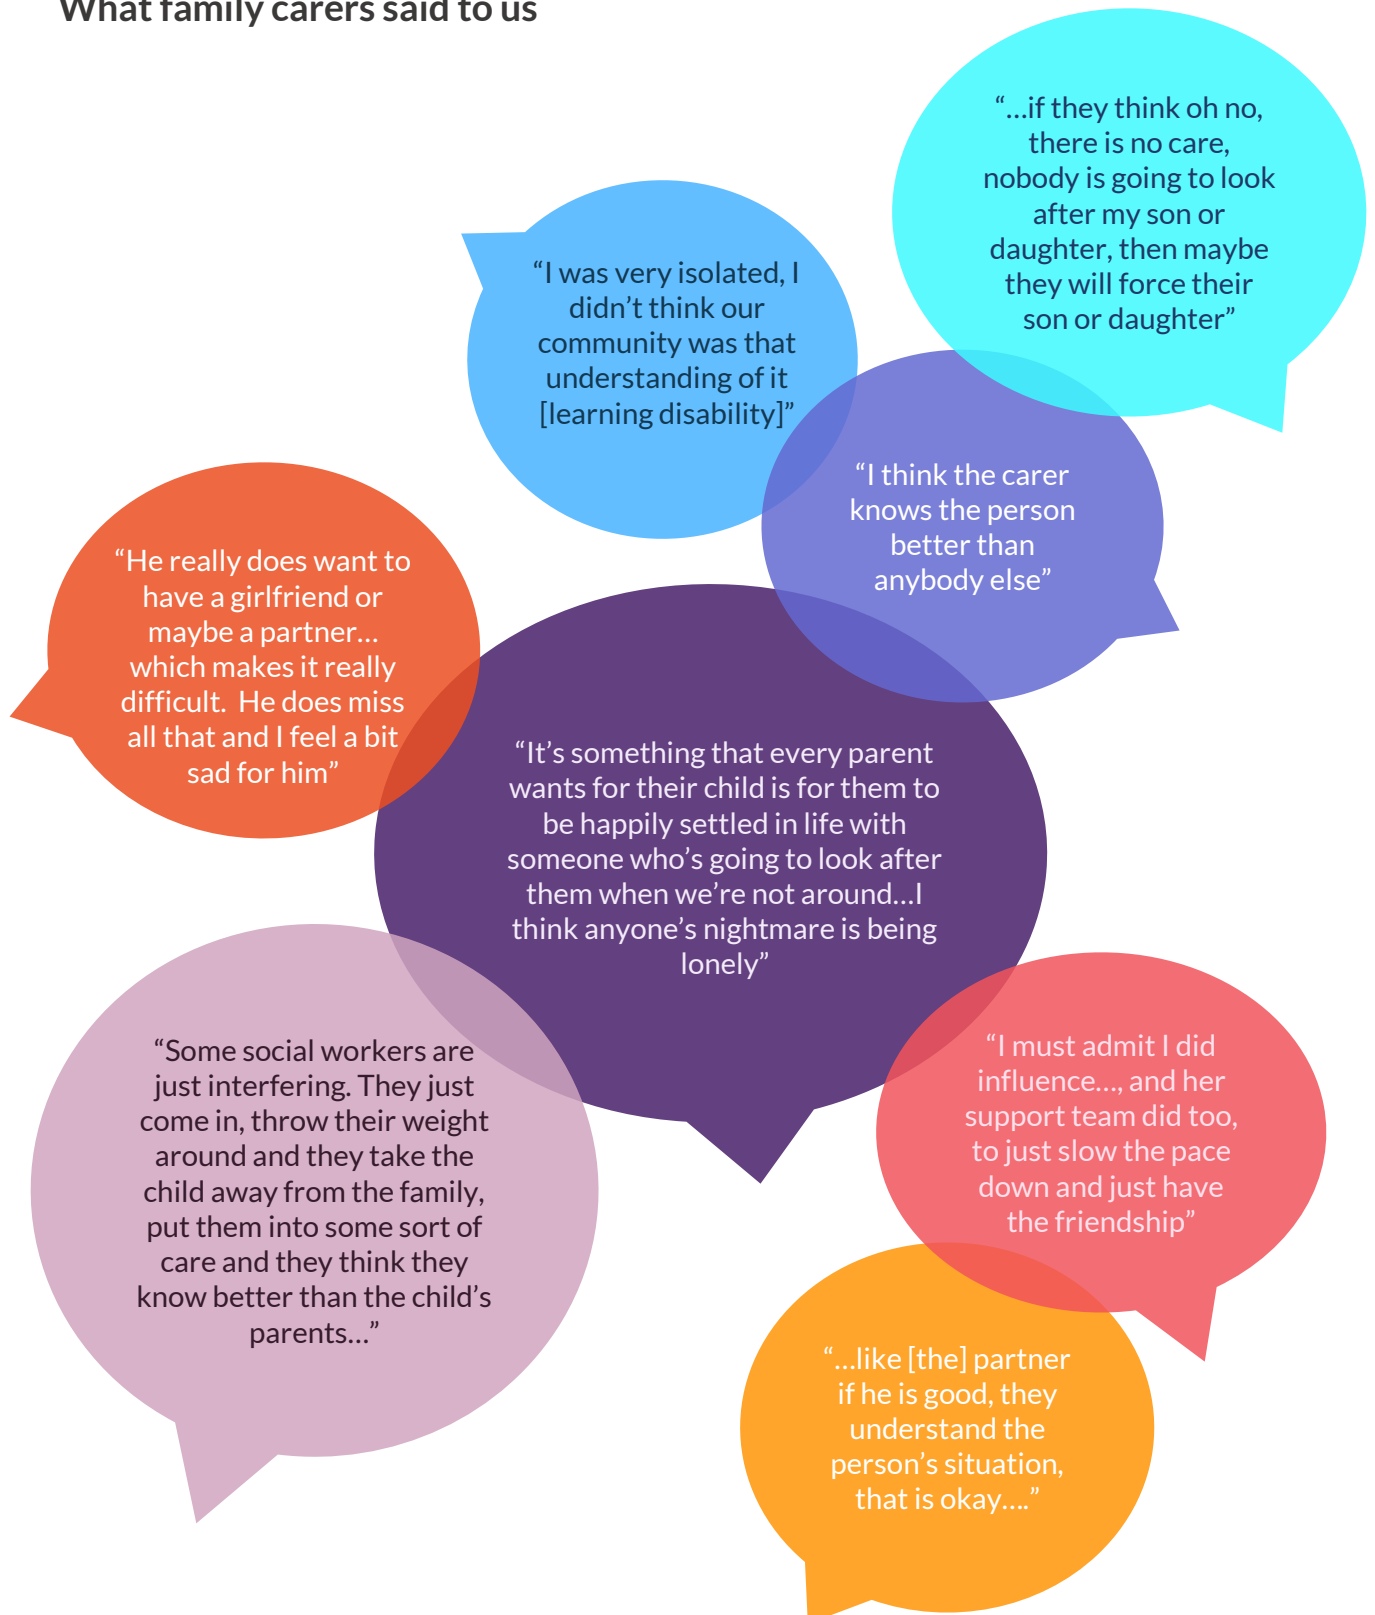 What family carers said to us
“…if they think oh no,
there is no care,
nobody is going to look
after my son or
daughter, then maybe
they will force their
son or daughter”
“I was very isolated, I
didn’t think our
community was that
understanding of it
[learning disability]”
“I think the carer
knows the person
better than
anybody else”
“He really does want to
have a girlfriend or
maybe a partner…
which makes it really
difficult.  He does miss
all that and I feel a bit
sad for him”
“It’s something that every parent
wants for their child is for them to
be happily settled in life with
someone who’s going to look after
them when we’re not around…I
think anyone’s nightmare is being
lonely”
“Some social workers are
just interfering. They just
come in, throw their weight
around and they take the
child away from the family,
put them into some sort of
care and they think they
know better than the child’s
parents…”
“I must admit I did
influence…, and her
support team did too,
to just slow the pace
down and just have
the friendship”
“…like [the] partner
if he is good, they
understand the
person’s situation,
that is okay….”